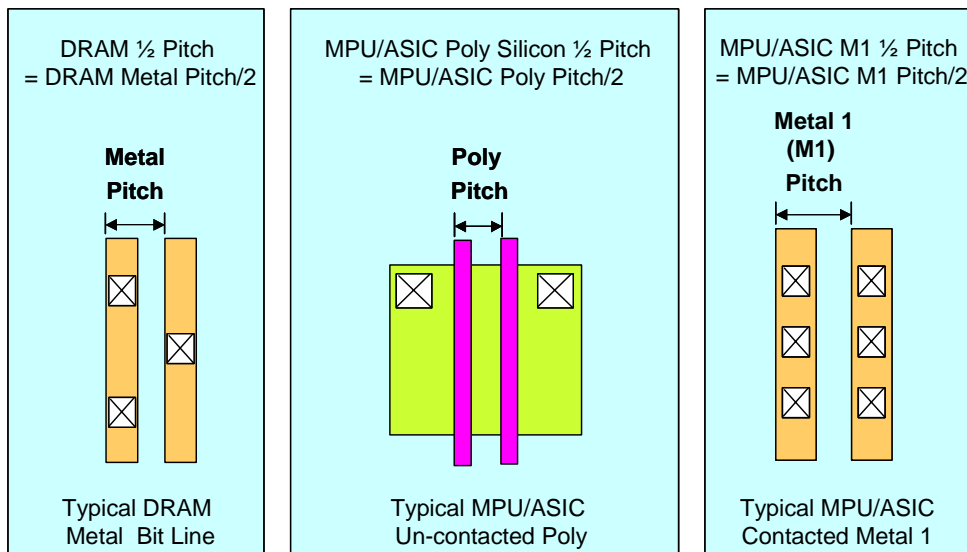 DRAM ½ Pitch
= DRAM Metal Pitch/2
Metal
Pitch
Typical DRAM
Metal Bit Line
MPU/ASIC Poly Silicon ½ Pitch
= MPU/ASIC Poly Pitch/2
Poly
Pitch
Typical MPU/ASIC
Un-contacted Poly
MPU/ASIC M1 ½ Pitch
= MPU/ASIC M1 Pitch/2
Metal 1
(M1)
Pitch
Typical MPU/ASIC
Contacted Metal 1